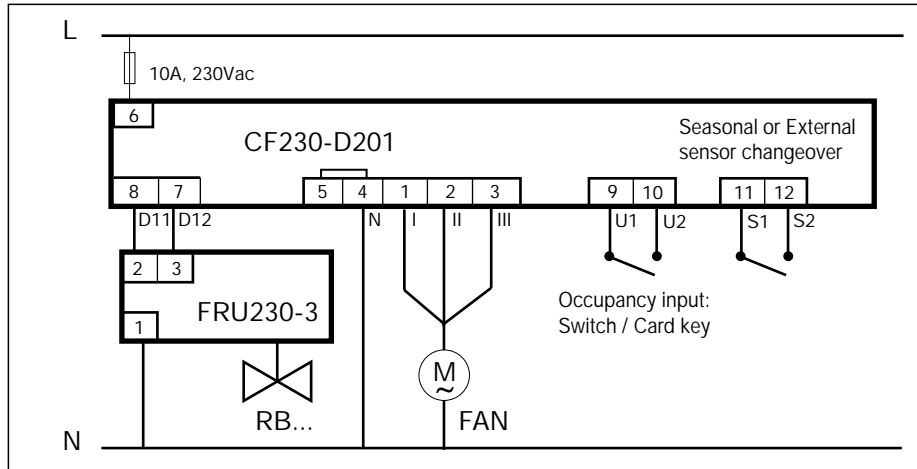 L
10A, 230Vac
6
CF230-D201
Seasonal or External
sensor changeover
8 7 5 4 1 2 3 9 10 11 12
D11 D12 N I II III U1 U2 S1 S2
2 3
FRU230-3
1
Occupancy input:
Switch / Card key
M
~
RB...
FAN
N